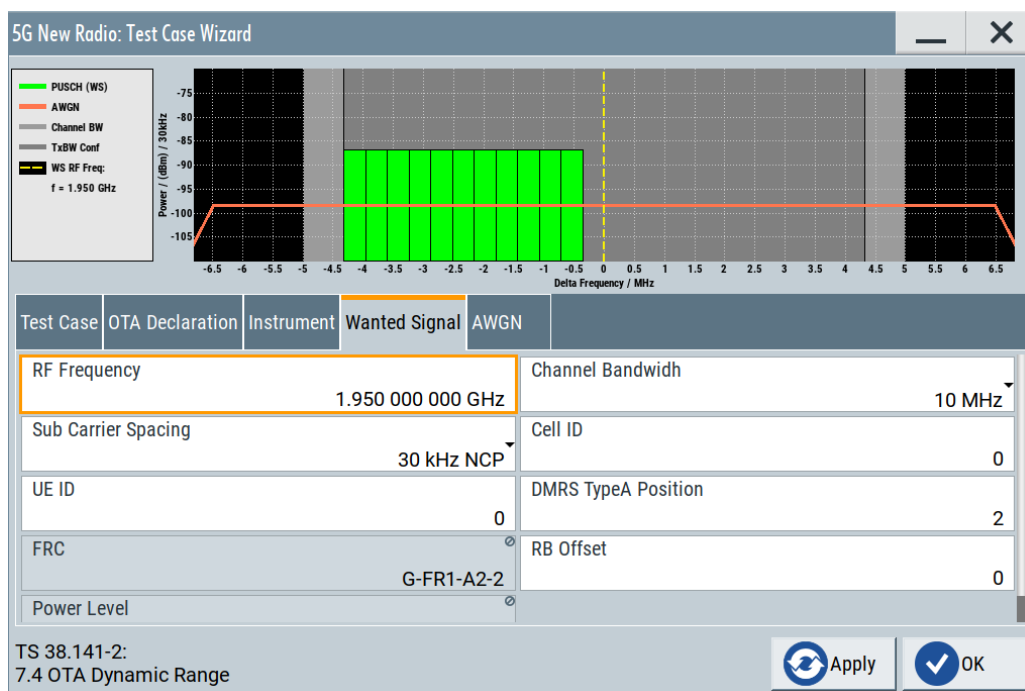 5G New Radio: Test Case Wizard
PUSCH (WS)
AWGN
Channel BW
TxBW Conf
WS RF Freq:
f = 1.950 GHz
Power / (dBm) / 30kHz
-75
-80
-85
-90
-95
-100
-105
-6.5 -6 -5.5 -5 -4.5 -4 -3.5 -3 -2.5 -2 -1.5 -1 -0.5 0 0.5 1 1.5 2 2.5 3 3.5 4 4.5 5 5.5 6 6.5
Delta Frequency / MHz
Test Case OTA Declaration Instrument Wanted Signal AWGN
RF Frequency
1.950 000 000 GHz
Channel Bandwidh
10 MHz
Sub Carrier Spacing
30 kHz NCP
Cell ID
0
UE ID
0
DMRS TypeA Position
2
FRC
G-FR1-A2-2
RB Offset
0
Power Level
TS 38.141-2:
7.4 OTA Dynamic Range
Apply
OK